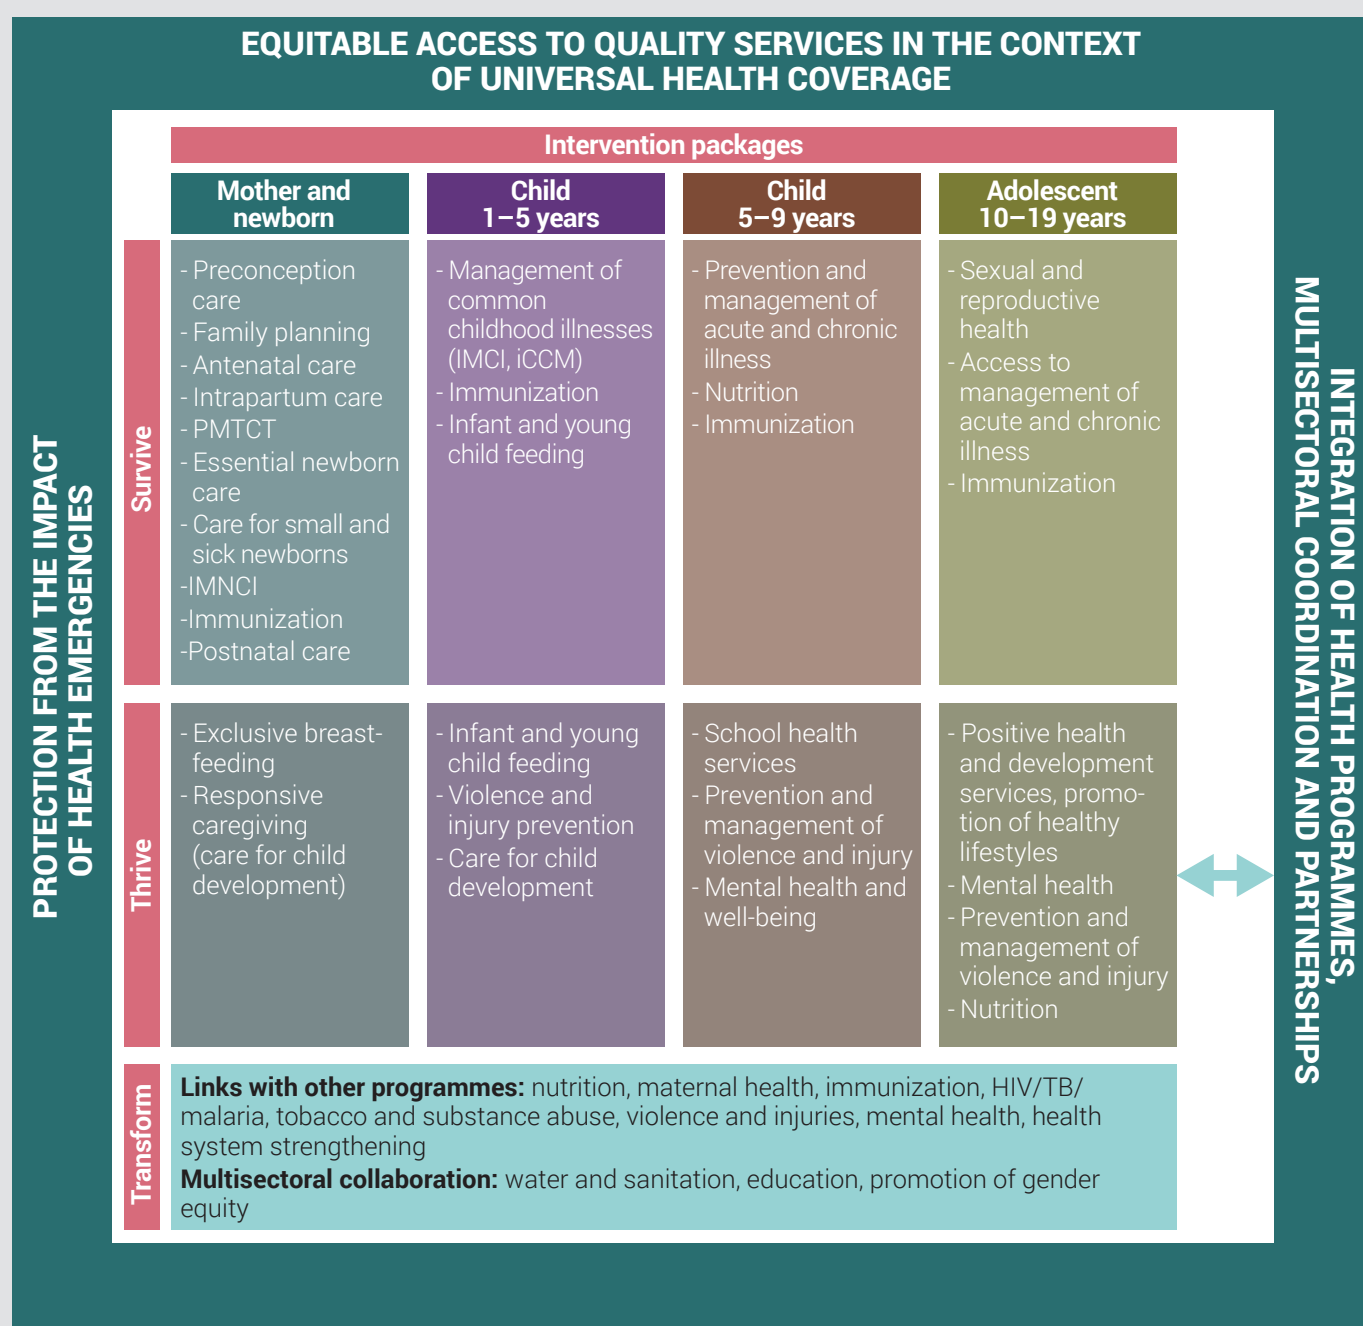 EQUITABLE ACCESS TO QUALITY SERVICES IN THE CONTEXT
OF UNIVERSAL HEALTH COVERAGE
PROTECTION FROM THE IMPACT
OF HEALTH EMERGENCIES
Intervention packages
Mother and
newborn
Child
1–5 years
Child
5–9 years
Adolescent
10–19 years
Survive
- Preconception
care
- Family planning
- Antenatal care
- Intrapartum care
- PMTCT
- Essential newborn
care
- Care for small and
sick newborns
-IMNCI
-Immunization
-Postnatal care
- Management of
common
childhood illnesses
(IMCI, iCCM)
- Immunization
- Infant and young
child feeding
- Prevention and
management of
acute and chronic
illness
- Nutrition
- Immunization
- Sexual and
reproductive
health
- Access to
management of
acute and chronic
illness
- Immunization
Thrive
- Exclusive breast-
feeding
- Responsive
caregiving
(care for child
development)
- Infant and young
child feeding
- Violence and
injury prevention
- Care for child
development
- School health
services
- Prevention and
management of
violence and injury
- Mental health and
well-being
- Positive health
and development
services, promo-
tion of healthy
lifestyles
- Mental health
- Prevention and
management of
violence and injury
- Nutrition
Transform
Links with other programmes: nutrition, maternal health, immunization, HIV/TB/
malaria, tobacco and substance abuse, violence and injuries, mental health, health
system strengthening
Multisectoral collaboration: water and sanitation, education, promotion of gender
equity
INTEGRATION OF HEALTH PROGRAMMES,
MULTISECTORAL COORDINATION AND PARTNERSHIPS